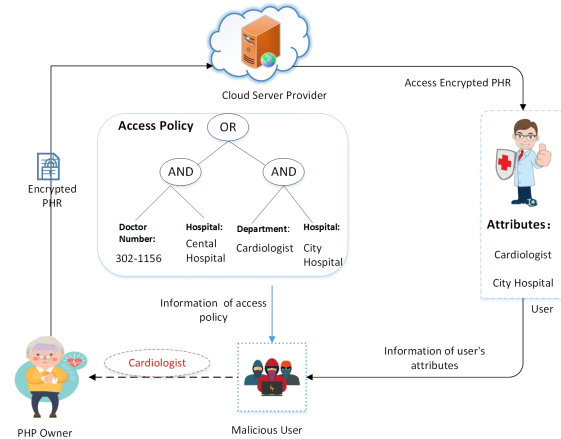 Cloud Server Provider
Access Encrypted PHR
Access Policy
OR
AND
AND
Encrypted
PHR
Doctor
Number:
302-1156
Hospital:
Cental
Hospital
Department:
Cardiologist
Hospital:
City
Hospital
Attributes:
Cardiologist
City Hospital
User
Information of access
policy
Information of user's
attributes
Cardiologist
PHP Owner
Malicious User